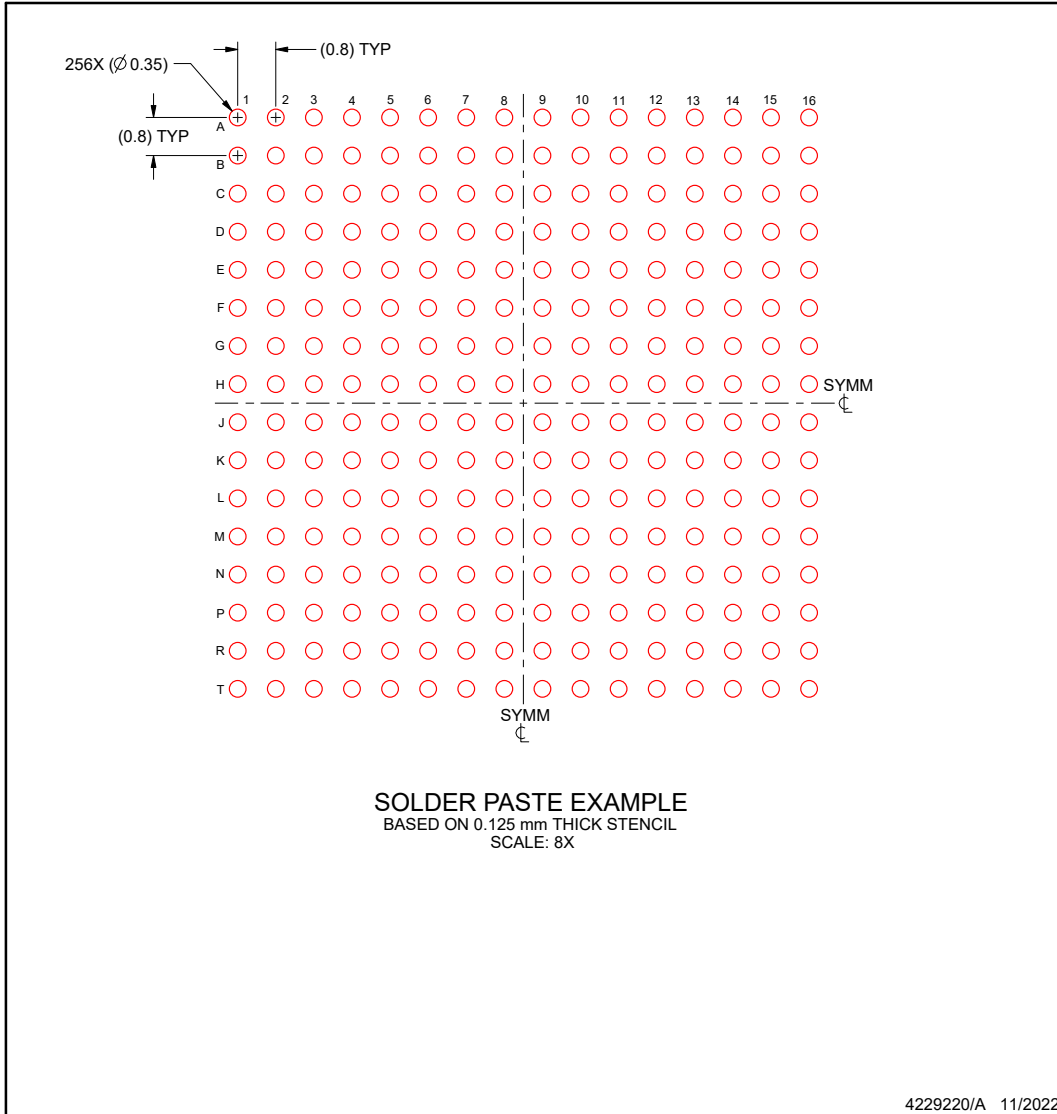 (0.8) TYP
256X (∅ 0.35)
1 2 3 4 5 6 7 8 9 10 11 12 13 14 15 16
A
(0.8) TYP
B
C
D
E
F
G
H
SYMM
℄
J
K
L
M
N
P
R
T
SYMM
℄
SOLDER PASTE EXAMPLE
BASED ON 0.125 mm THICK STENCIL
SCALE: 8X
4229220/A 11/2022